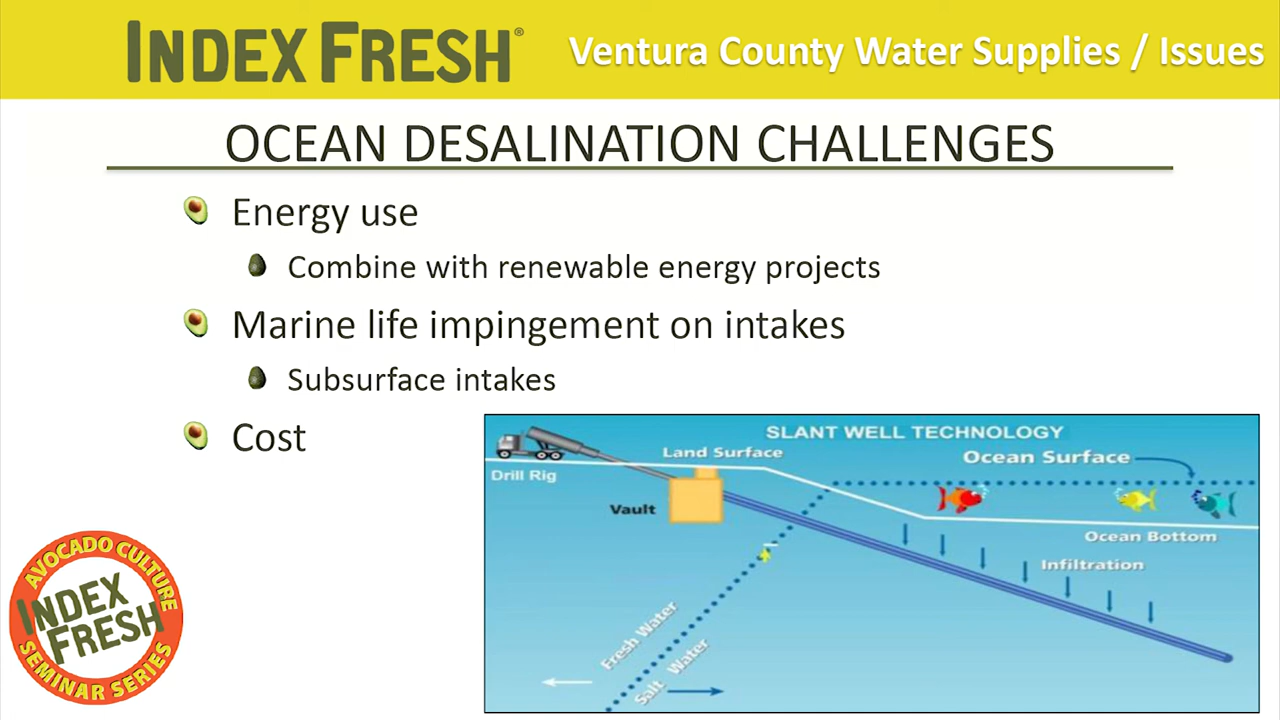 INDEX FRESH®
Ventura County Water Supplies / Issues
OCEAN DESALINATION CHALLENGES
Energy use
Combine with renewable energy projects
Marine life impingement on intakes
Subsurface intakes
Cost
SLANT WELL TECHNOLOGY
Land Surface
Ocean Surface
Drill Rig
Vault
Ocean Bottom
Infiltration
Fresh Water
Salt Water
AVOCADO CULTURE
INDEX
FRESH
SEMINAR SERIES